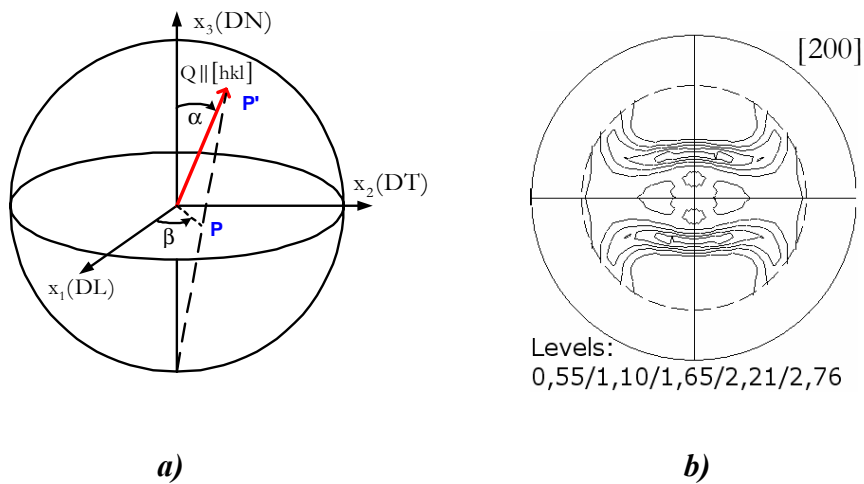 x₃(DN)
Q||[hkl]
P'
α
x₂(DT)
P
β
x₁(DL)
a)
[200]
Levels:
0,55/1,10/1,65/2,21/2,76
b)